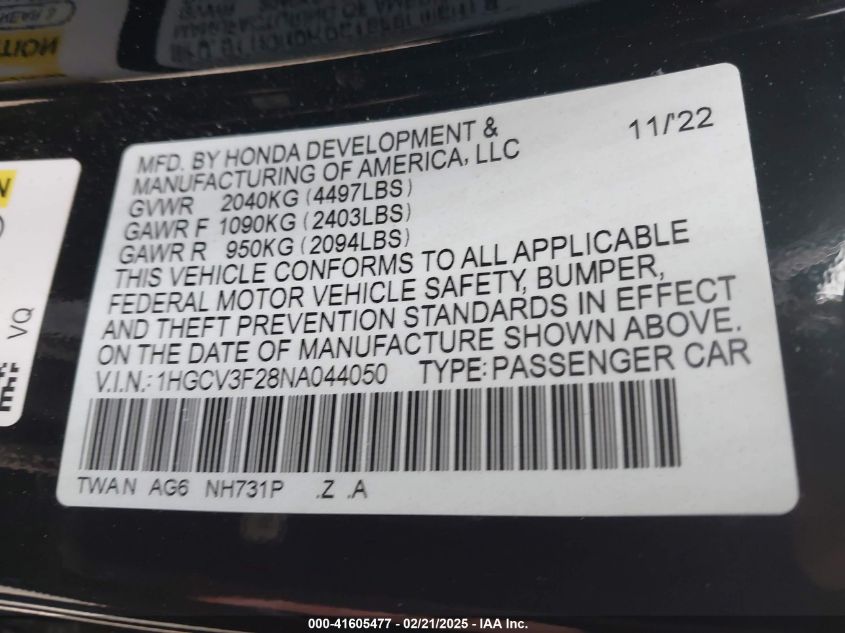 MFD. BY HONDA DEVELOPMENT & 11/'22
MANUFACTURING OF AMERICA, LLC
GVWR 2040KG (4497LBS)
GAWR F 1090KG (2403LBS)
GAWR R 950KG (2094LBS)
THIS VEHICLE CONFORMS TO ALL APPLICABLE
FEDERAL MOTOR VEHICLE SAFETY, BUMPER,
AND THEFT PREVENTION STANDARDS IN EFFECT
ON THE DATE OF MANUFACTURE SHOWN ABOVE.
V.I.N.: 1HGCV3F28NA044050 TYPE: PASSENGER CAR
TWAN AG6 NH731P .Z .A
VQ
000-41605477 - 02/21/2025 - IAA Inc.